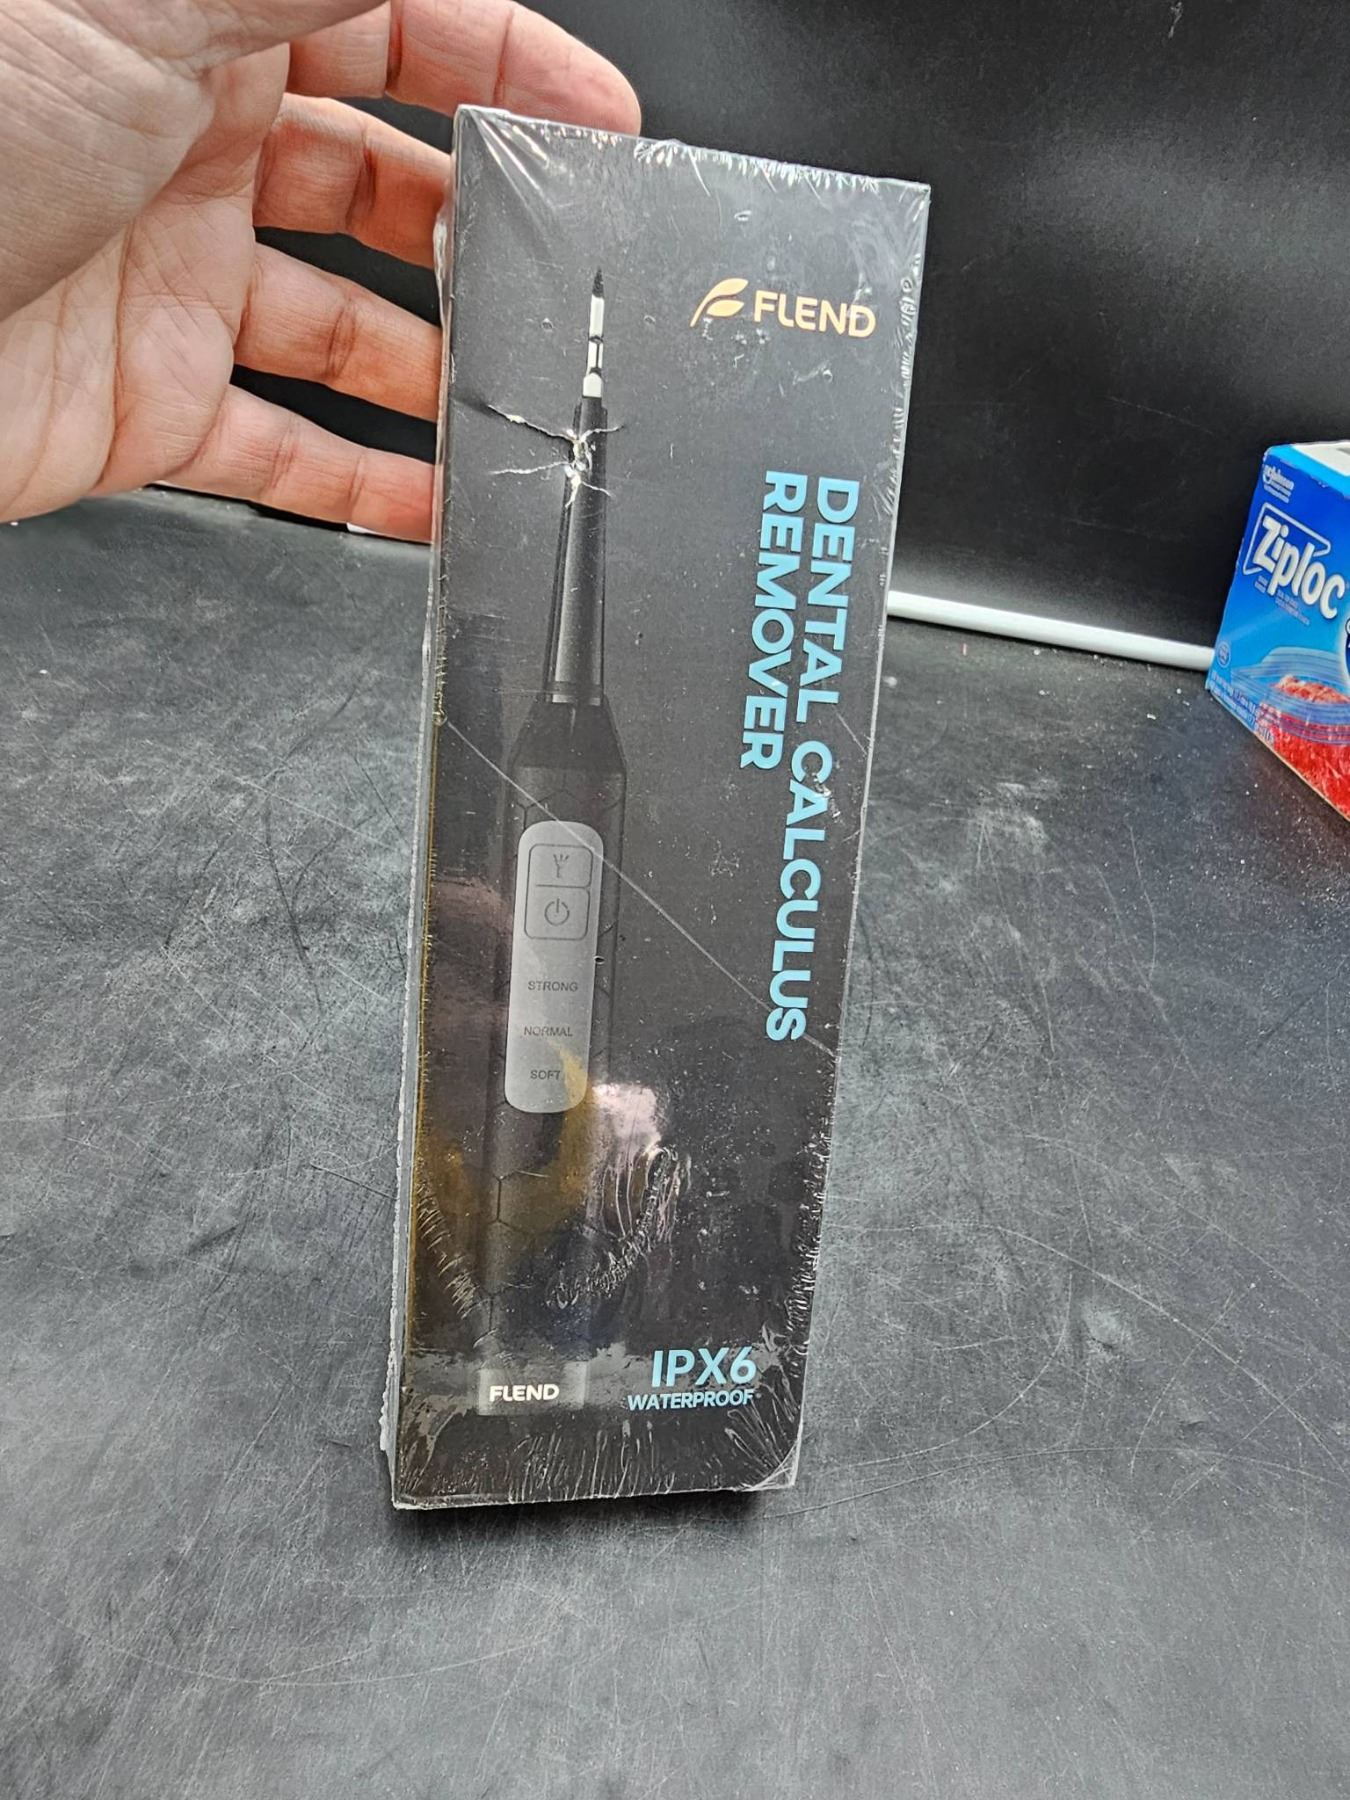 FLEND
DENTAL CALCULUS
REMOVER
STRONG
NORMAL
SOFT
FLEND
IPX6
WATERPROOF
Ziploc